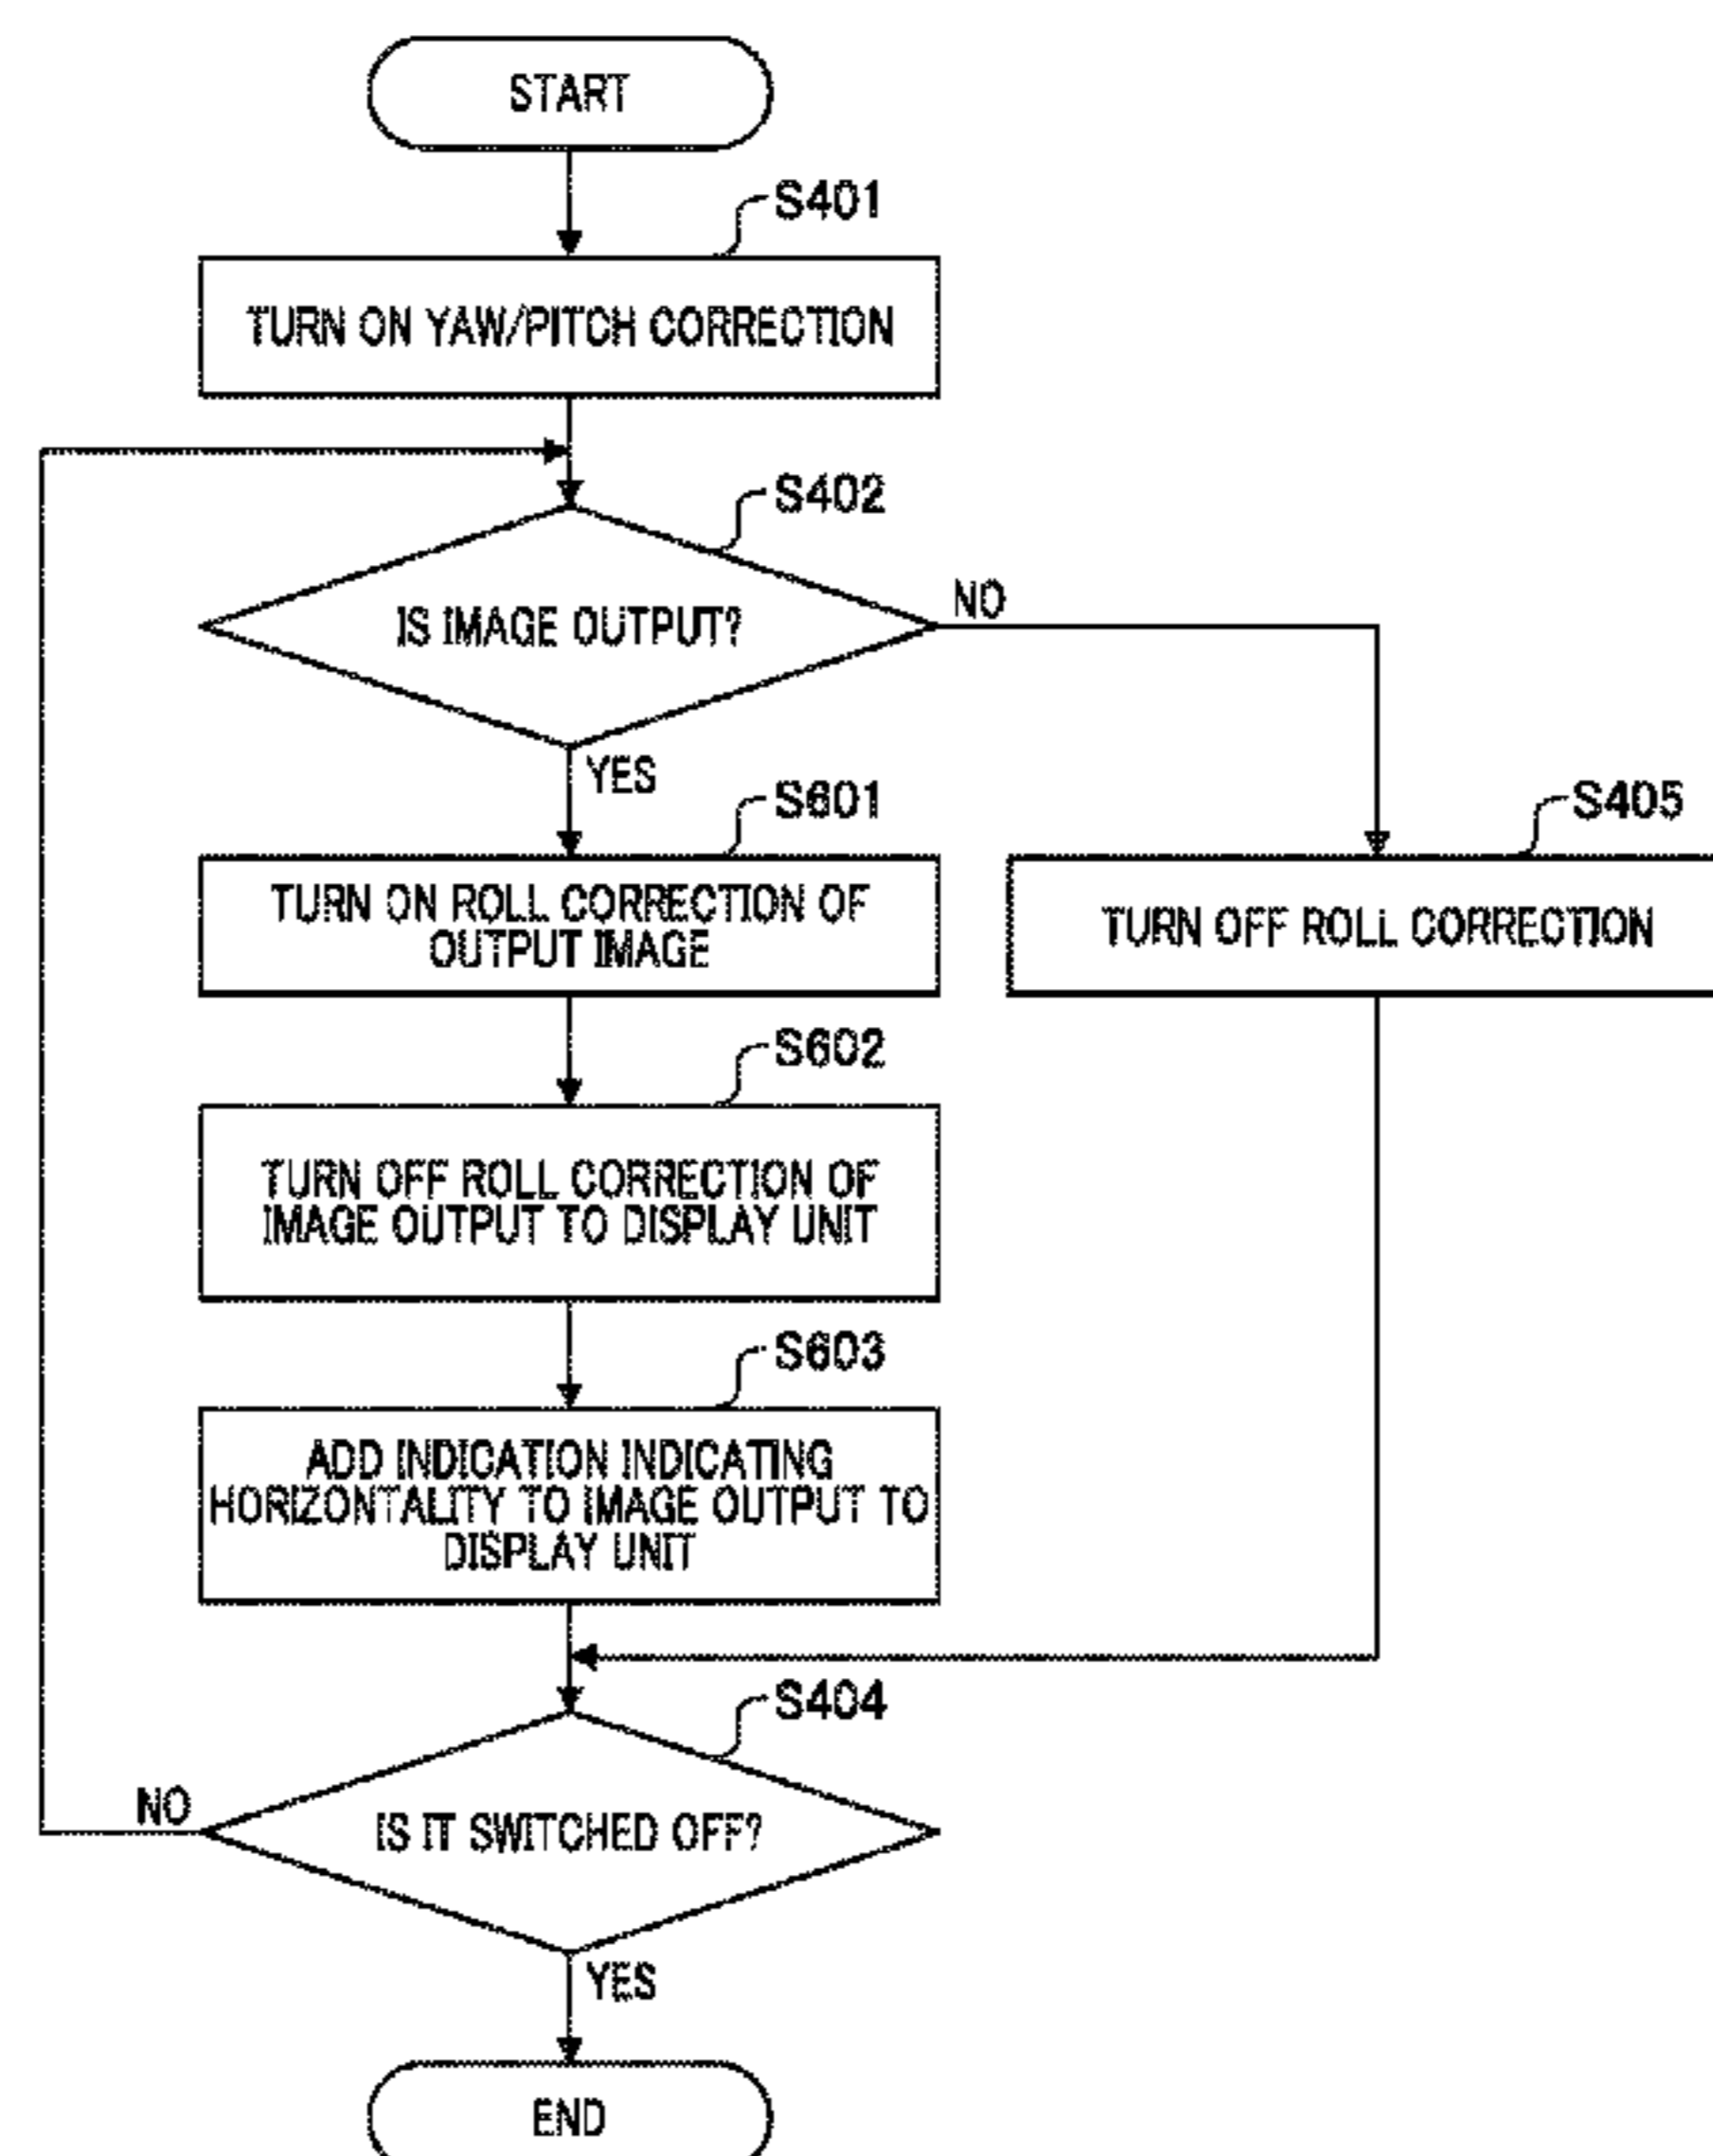 START
S401
TURN ON YAW/PITCH CORRECTION
S402
IS IMAGE OUTPUT?
NO
YES
S601
S405
TURN ON ROLL CORRECTION OF
OUTPUT IMAGE
TURN OFF ROLL CORRECTION
S602
TURN OFF ROLL CORRECTION OF
IMAGE OUTPUT TO DISPLAY UNIT
S603
ADD INDICATION INDICATING
HORIZONTALITY TO IMAGE OUTPUT TO
DISPLAY UNIT
S404
NO
IS IT SWITCHED OFF?
YES
END